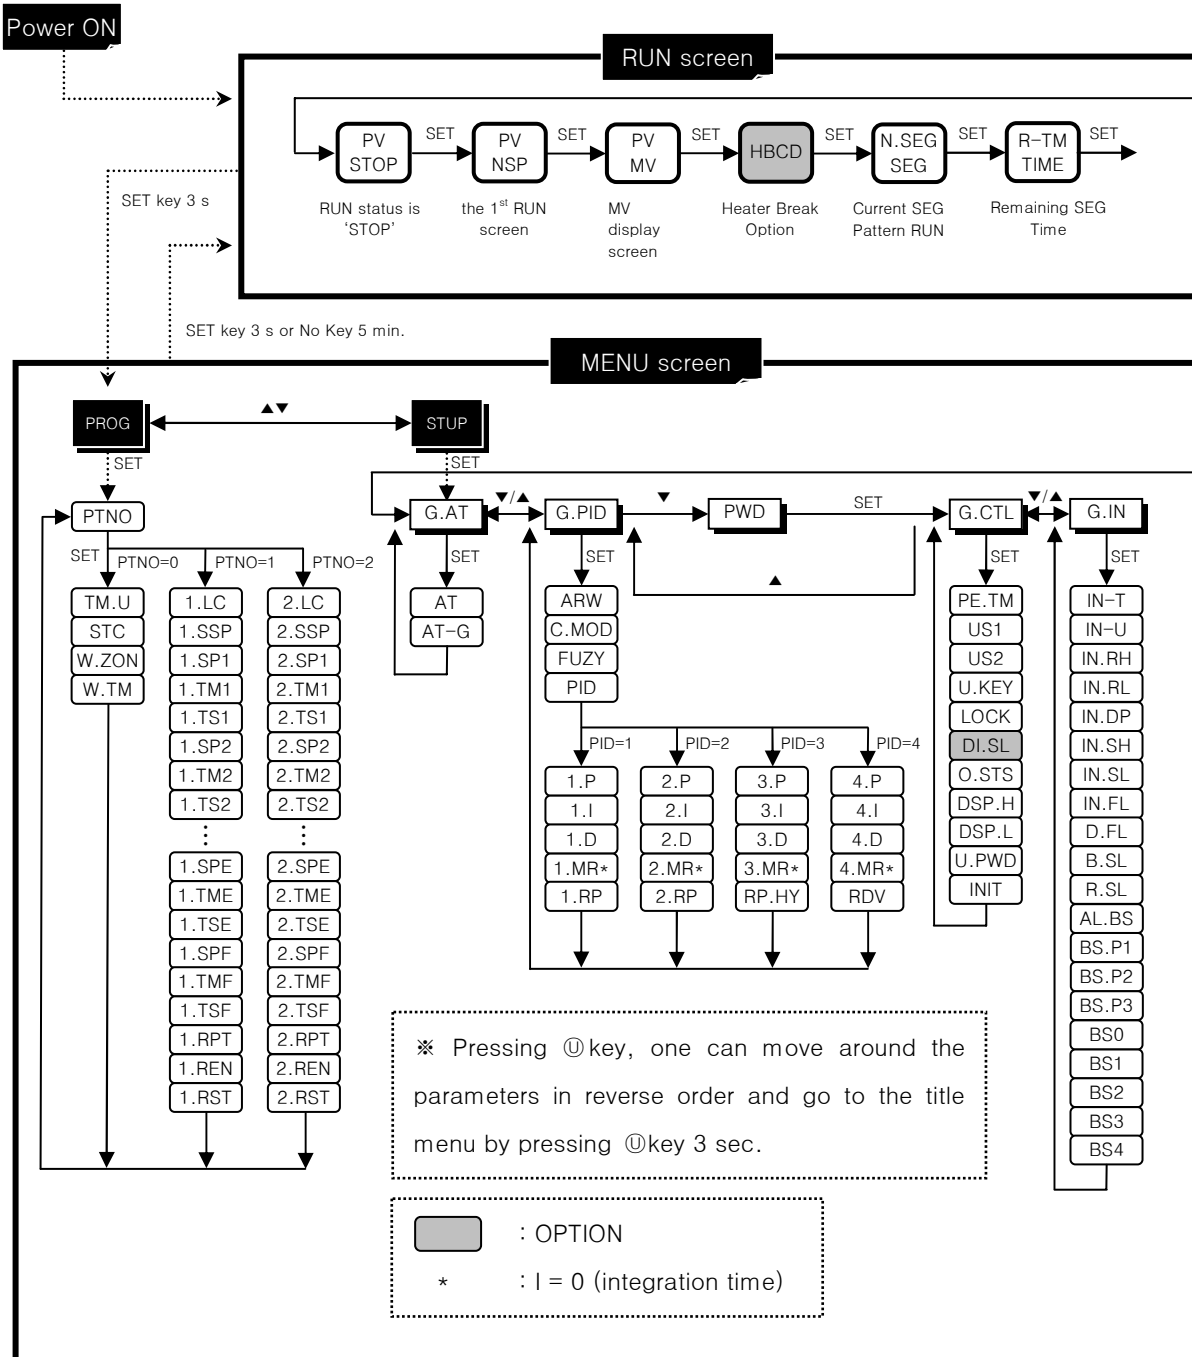 Power ON
RUN screen
PV
STOP
SET
PV
NSP
SET
PV
MV
SET
HBCD
SET
N.SEG
SEG
SET
R-TM
TIME
SET
RUN status is
‘STOP’
the 1st RUN
screen
MV
display
screen
Heater Break
Option
Current SEG
Pattern RUN
Remaining SEG
Time
SET key 3 s
SET key 3 s or No Key 5 min.
MENU screen
PROG
▲▼
STUP
SET
SET
PTNO
G.AT
▼/▲
G.PID
▼
PWD
SET
G.CTL
▼/▲
G.IN
SET
PTNO=0
PTNO=1
PTNO=2
SET
SET
▲
SET
SET
TM.U
STC
W.ZON
W.TM
1.LC
1.SSP
1.SP1
1.TM1
1.TS1
1.SP2
1.TM2
1.TS2
⋮
1.SPE
1.TME
1.TSE
1.SPF
1.TMF
1.TSF
1.RPT
1.REN
1.RST
2.LC
2.SSP
2.SP1
2.TM1
2.TS1
2.SP2
2.TM2
2.TS2
⋮
2.SPE
2.TME
2.TSE
2.SPF
2.TMF
2.TSF
2.RPT
2.REN
2.RST
AT
AT-G
ARW
C.MOD
FUZY
PID
PID=1
PID=2
PID=3
PID=4
1.P
1.I
1.D
1.MR*
1.RP
2.P
2.I
2.D
2.MR*
2.RP
3.P
3.I
3.D
3.MR*
RP.HY
4.P
4.I
4.D
4.MR*
RDV
PE.TM
US1
US2
U.KEY
LOCK
DI.SL
O.STS
DSP.H
DSP.L
U.PWD
INIT
IN-T
IN-U
IN.RH
IN.RL
IN.DP
IN.SH
IN.SL
IN.FL
D.FL
B.SL
R.SL
AL.BS
BS.P1
BS.P2
BS.P3
BS0
BS1
BS2
BS3
BS4
※ Pressing Ⓤ key, one can move around the
parameters in reverse order and go to the title
menu by pressing Ⓤ key 3 sec.
: OPTION
* : I = 0 (integration time)